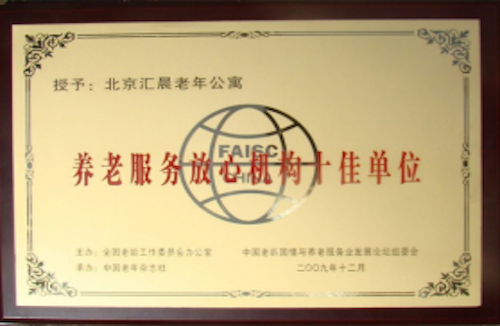 授予：北京汇晨老年公寓
FAISC
CHINA
养老服务放心机构十佳单位
主办：全国老龄工作委员会办公室
承办：中国老年杂志社
中国老龄国情与养老服务业发展论坛组委会
二〇〇九年十二月